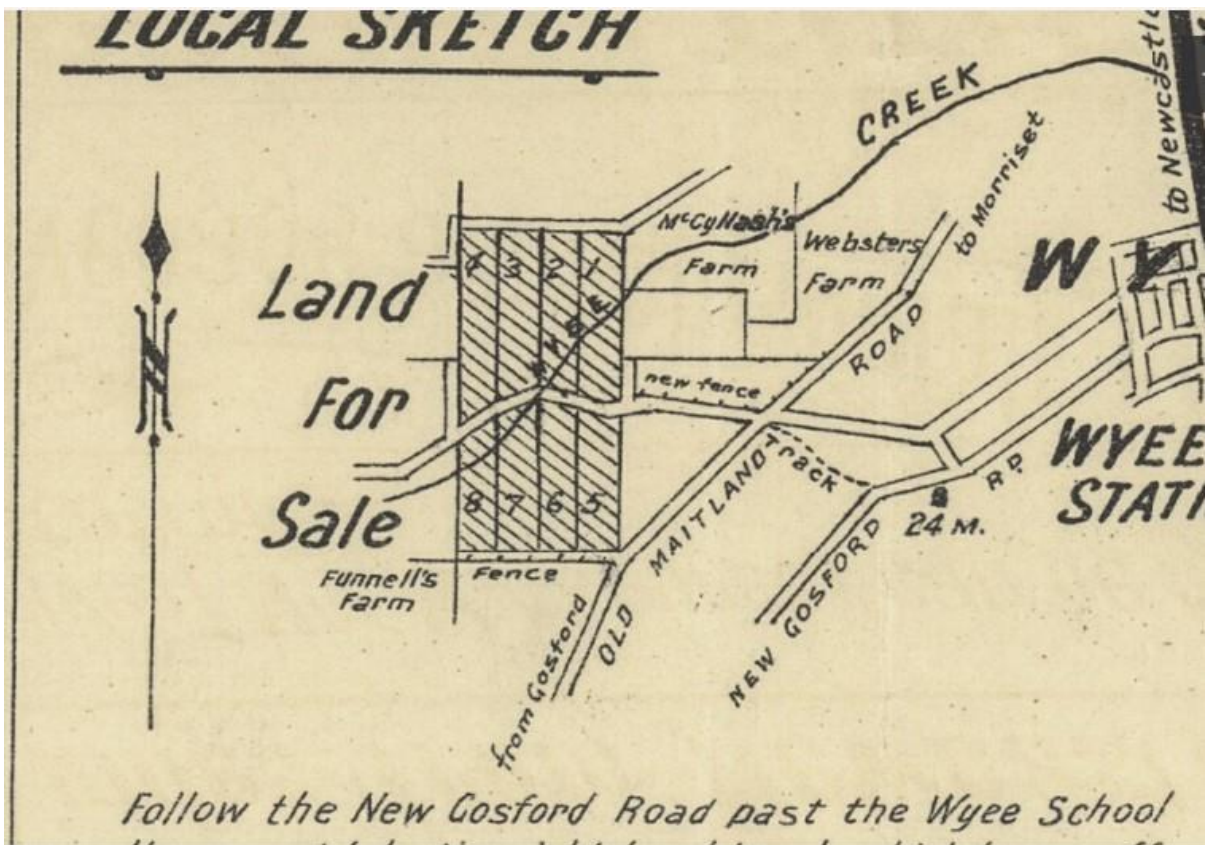 LOCAL SKETCH
to Newcastle
CREEK
to Morriset
McCyNash's
Farm
Websters
Farm
W Y
Land
For
Sale
4 3 2 1
WYEE
8 7 6 5
new fence
ROAD
Track
MAITLAND
OLD
from Gosford
Fence
Funnell's
Farm
NEW GOSFORD RD
24 M.
WYEE
STATI
Follow the New Gosford Road past the Wyee School